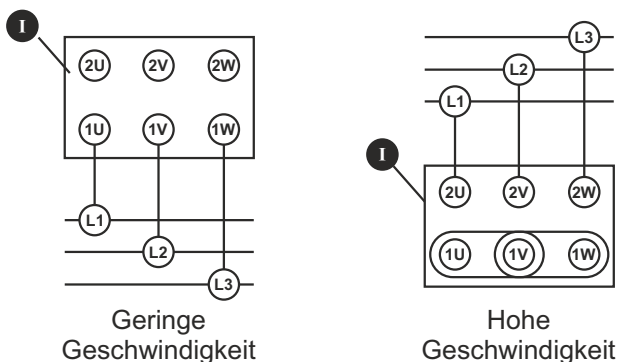 I
2U 2V 2W
1U 1V 1W
L1
L2
L3
Geringe
Geschwindigkeit
L3
L2
L1
I
2U 2V 2W
1U 1V 1W
Hohe
Geschwindigkeit